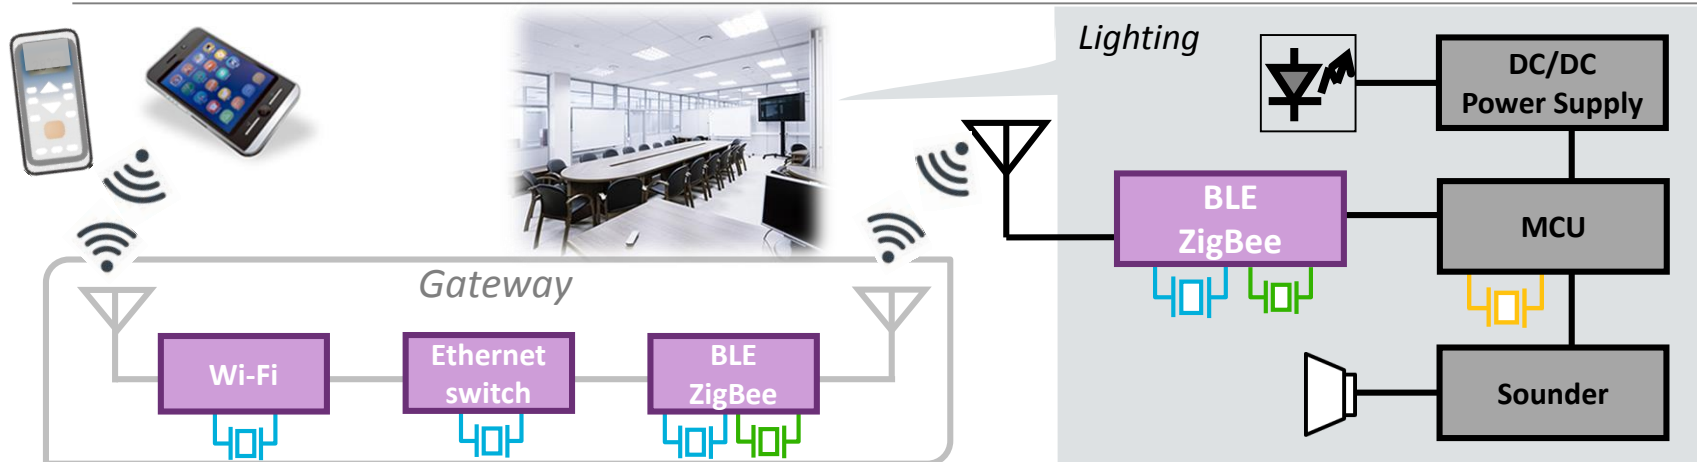 Lighting
DC/DC
Power Supply
BLE
ZigBee
MCU
Gateway
Wi-Fi
Ethernet
switch
BLE
ZigBee
Sounder